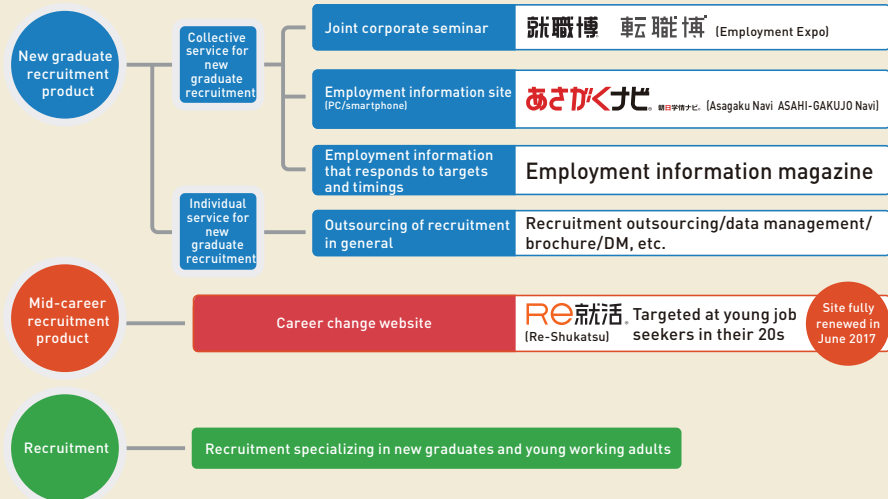 New graduate
recruitment
product
Collective
service for
new
graduate
recruitment
Joint corporate seminar
就職博 転職博 (Employment Expo)
Employment information site
(PC/smartphone)
あさがくナビ。 朝日学情ナビ。 (Asagaku Navi ASAHI-GAKUJO Navi)
Employment information
that responds to targets
and timings
Employment information magazine
Individual
service for
new
graduate
recruitment
Outsourcing of recruitment
in general
Recruitment outsourcing/data management/
brochure/DM, etc.
Mid-career
recruitment
product
Career change website
Re就活。
(Re-Shukatsu)
Targeted at young job
seekers in their 20s
Site fully
renewed in
June 2017
Recruitment
Recruitment specializing in new graduates and young working adults